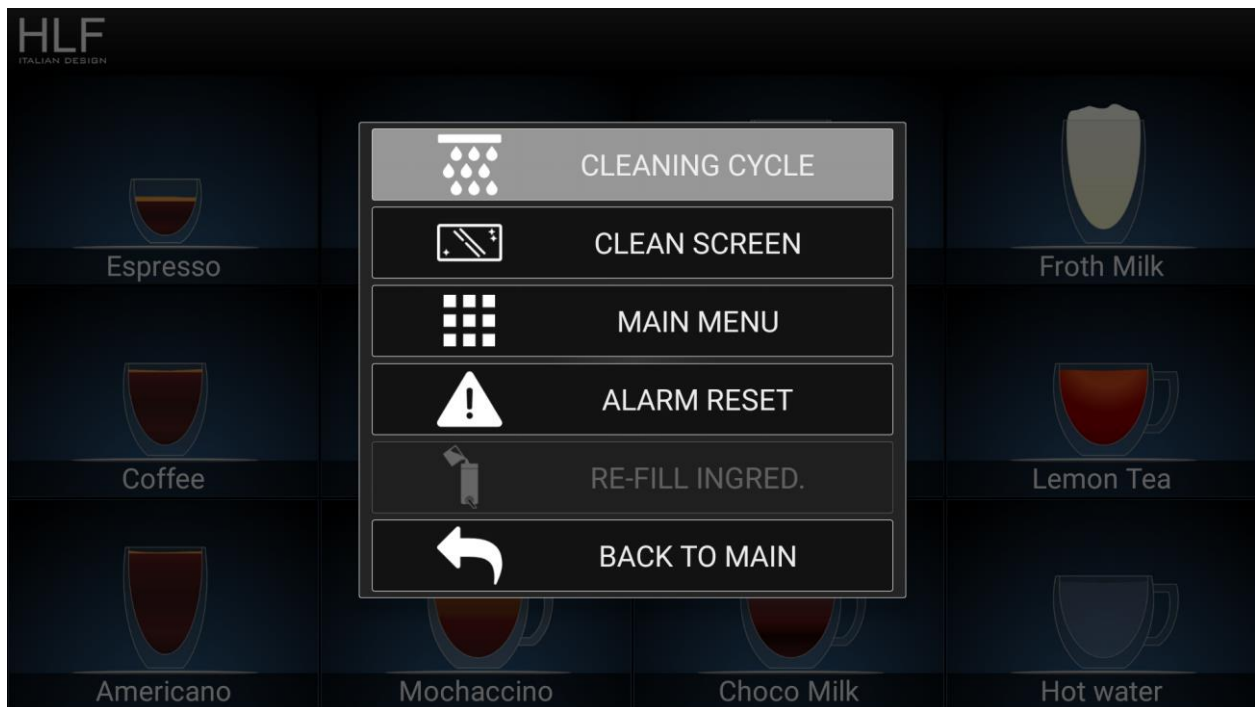 HLF
ITALIAN DESIGN
CLEANING CYCLE
CLEAN SCREEN
Espresso
Froth Milk
MAIN MENU
ALARM RESET
Coffee
RE-FILL INGRED.
Lemon Tea
BACK TO MAIN
Americano
Mochaccino
Choco Milk
Hot water